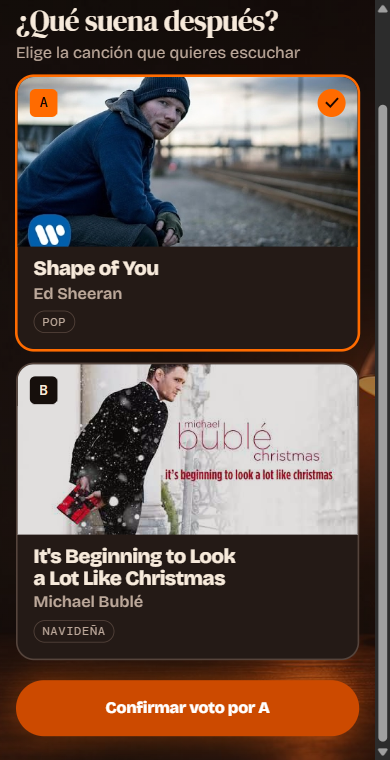 ¿Qué suena después?
Elige la canción que quieres escuchar
A
Shape of You
Ed Sheeran
POP
B
michael
bublé
christmas
it's beginning to look a lot like christmas
It's Beginning to Look
a Lot Like Christmas
Michael Bublé
NAVIDEÑA
Confirmar voto por A